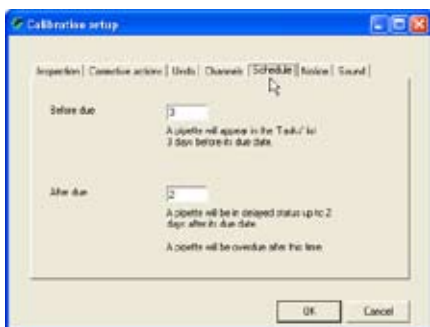 Calibration setup
Inspection | Corrective actions | Undo | Channels | Schedule | Notice | Sound
Before due
3
A pipette will appear in the 'Tasks' list
3 days before its due date.
After due
2
A pipette will be in delayed status up to 2
days after its due date.
A pipette will be overdue after this time.
OK Cancel